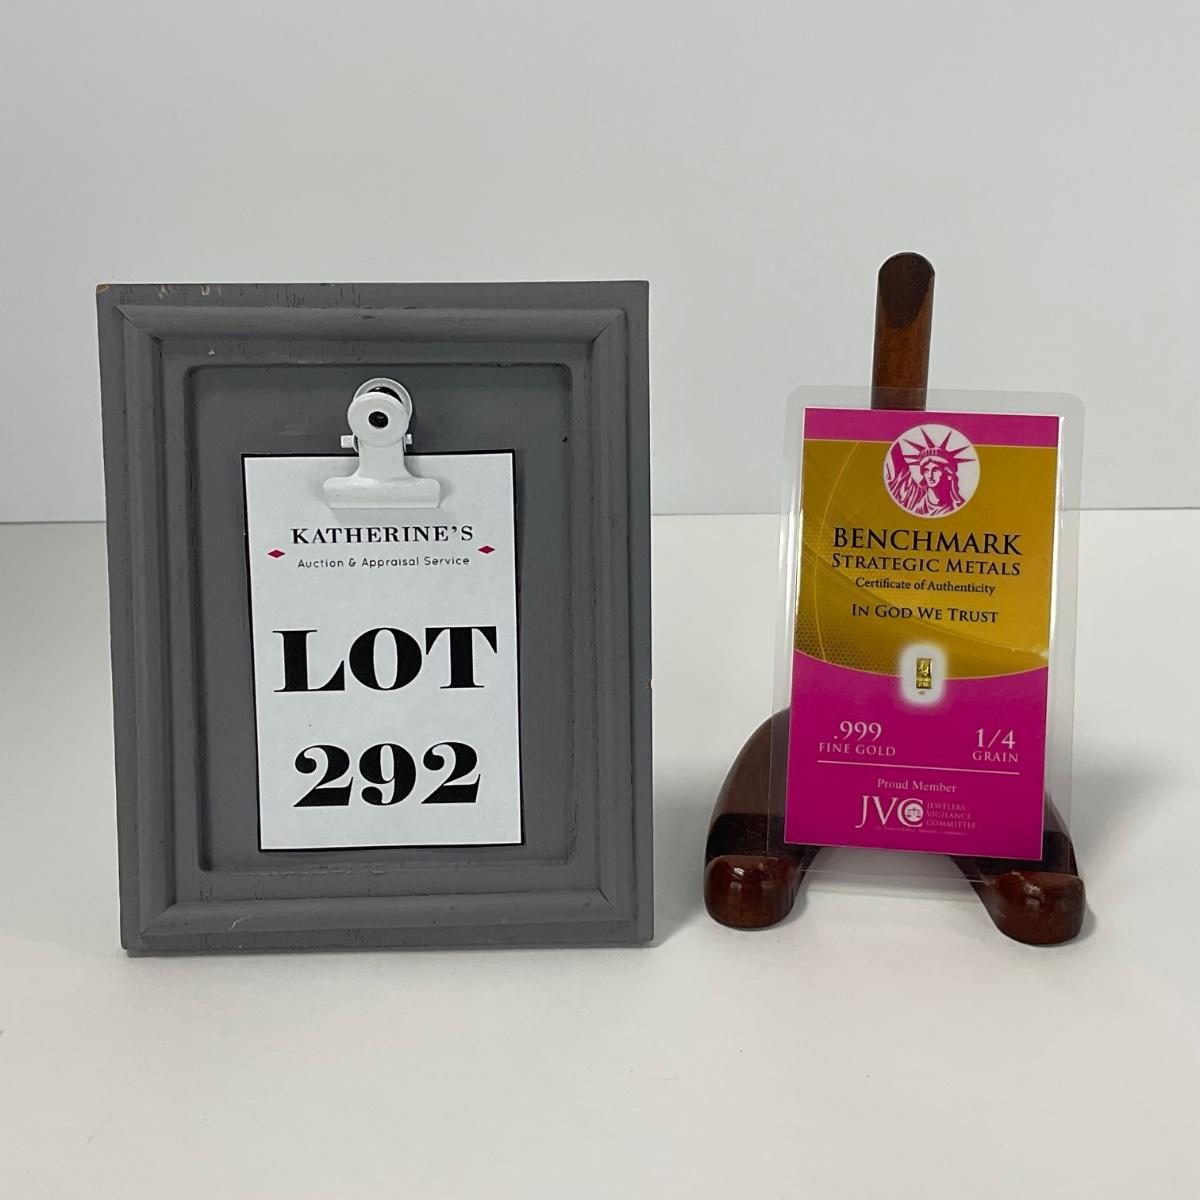 KATHERINE'S
Auction & Appraisal Service
LOT
292
BENCHMARK
STRATEGIC METALS
Certificate of Authenticity
IN GOD WE TRUST
.999
FINE GOLD
1/4
GRAIN
Proud Member
JVC
JEWELERS
VIGILANCE
COMMITTEE